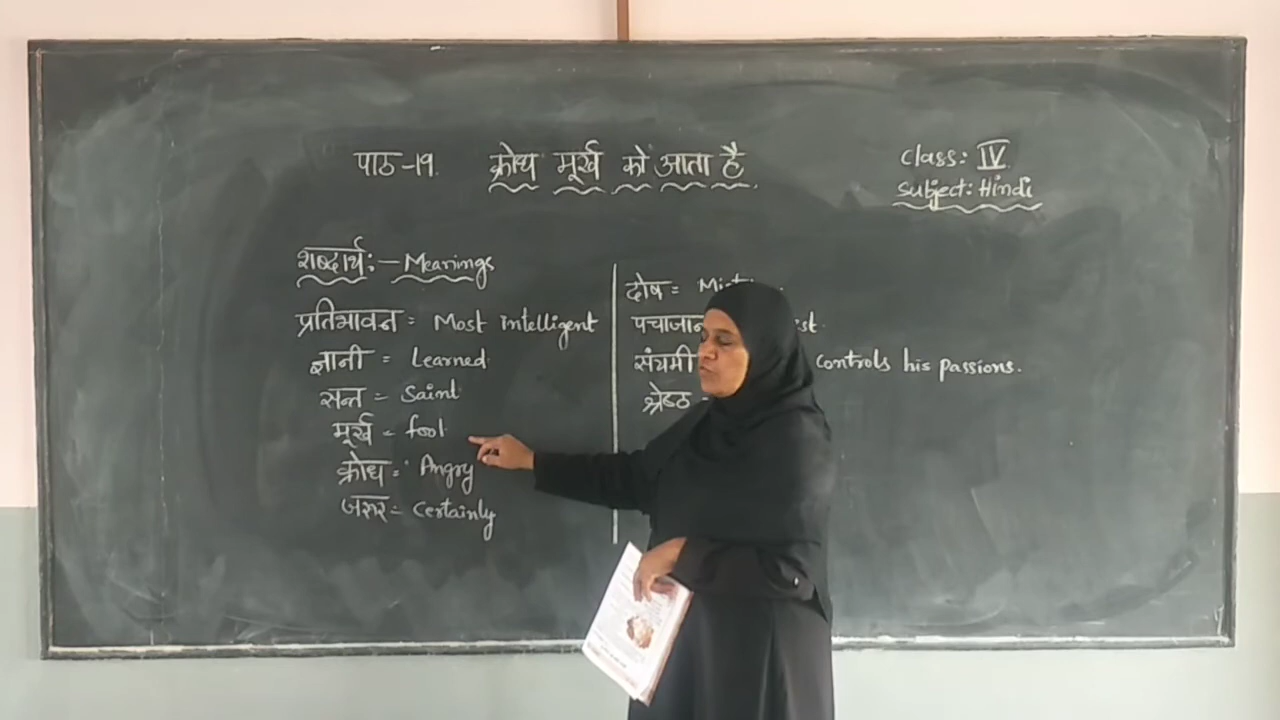 पाठ-19. क्रोध मूर्ख को आता है.
Class: IV
Subject: Hindi
शब्दार्थ:- Meanings
प्रतिभावन = Most intelligent
ज्ञानी = Learned
सन्त = Saint
मूर्ख = fool
क्रोध = Angry
जरुर = Certainly
दोष =
संयमी controls his passions.
श्रेष्ठ =